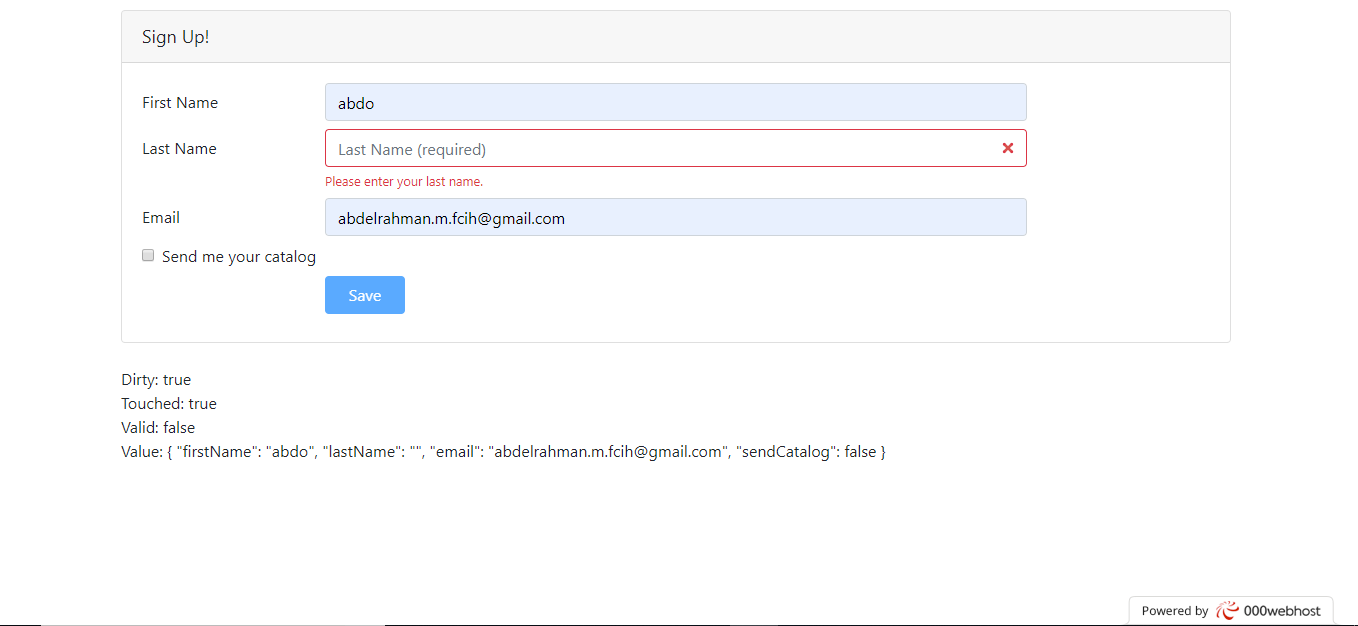 Sign Up!
First Name abdo
Last Name Last Name (required)
Please enter your last name.
Email abdelrahman.m.fcih@gmail.com
Send me your catalog
Save
Dirty: true
Touched: true
Valid: false
Value: { "firstName": "abdo", "lastName": "", "email": "abdelrahman.m.fcih@gmail.com", "sendCatalog": false }
Powered by 000webhost